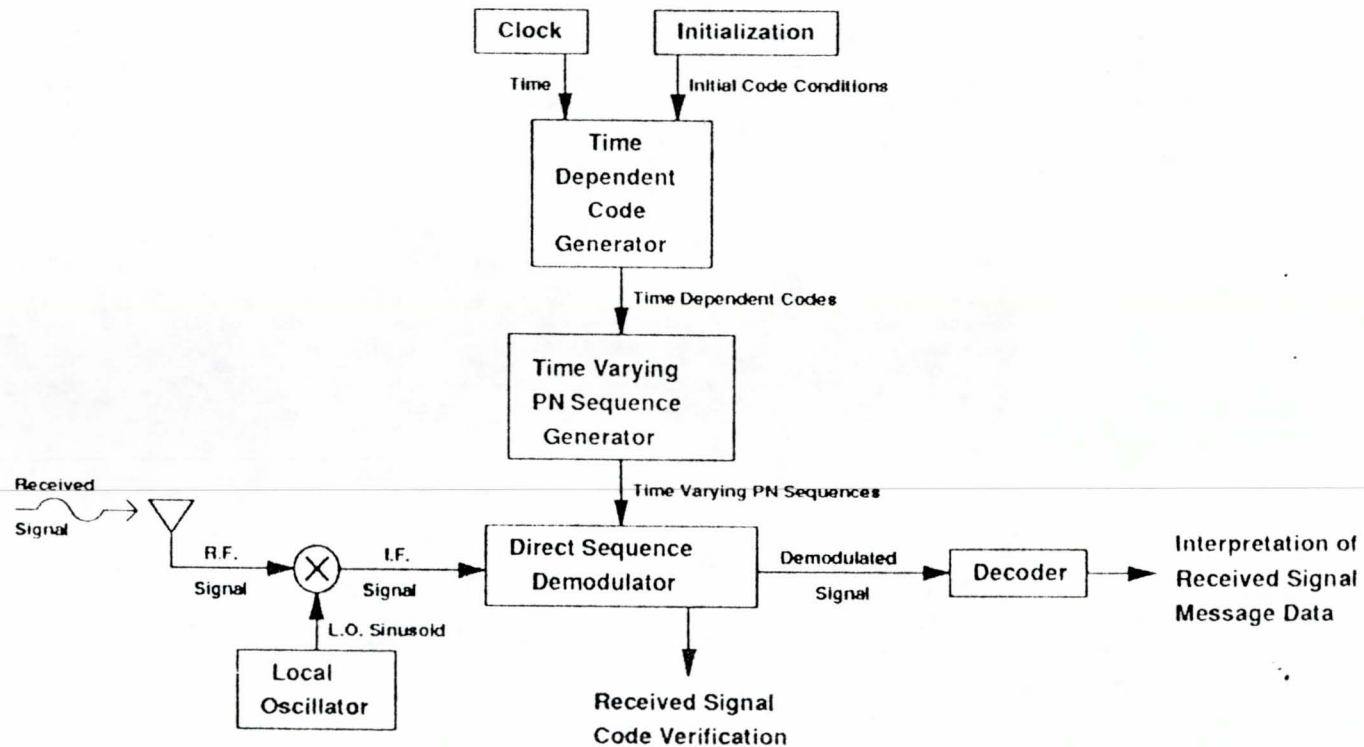 Clock
Initialization
Time
Initial Code Conditions
Time
Dependent
Code
Generator
Time Dependent Codes
Time Varying
PN Sequence
Generator
Time Varying PN Sequences
Received
Signal
R.F.
Signal
I.F.
Signal
L.O. Sinusoid
Local
Oscillator
Direct Sequence
Demodulator
Demodulated
Signal
Decoder
Interpretation of
Received Signal
Message Data
Received Signal
Code Verification